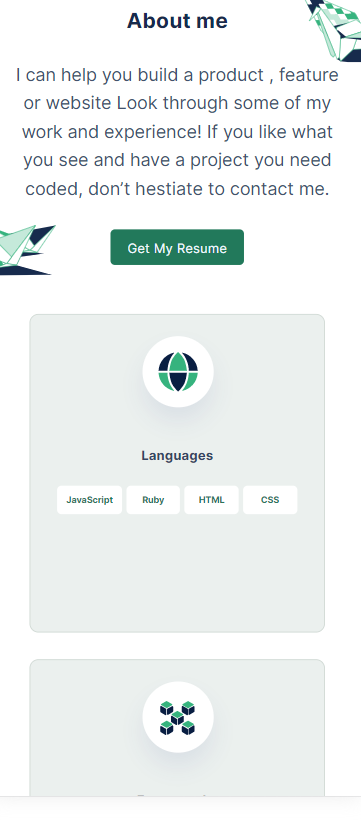 About me
I can help you build a product , feature
or website Look through some of my
work and experience! If you like what
you see and have a project you need
coded, don’t hestiate to contact me.
Get My Resume
Languages
JavaScript Ruby HTML CSS